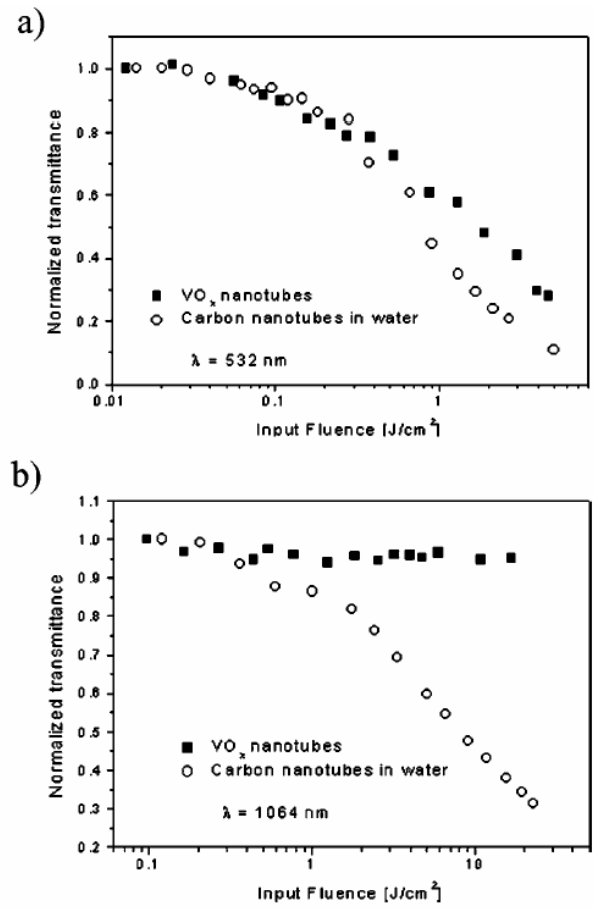 a)
Normalized transmittance
1.0
0.8
0.6
0.4
0.2
0.0
VOₓ nanotubes
Carbon nanotubes in water
λ = 532 nm
0.01
0.1
1
Input Fluence [J/cm²]
b)
Normalized transmittance
1.1
1.0
0.9
0.8
0.7
0.6
0.5
0.4
0.3
0.2
VOₓ nanotubes
Carbon nanotubes in water
λ = 1064 nm
0.1
1
10
Input Fluence [J/cm²]